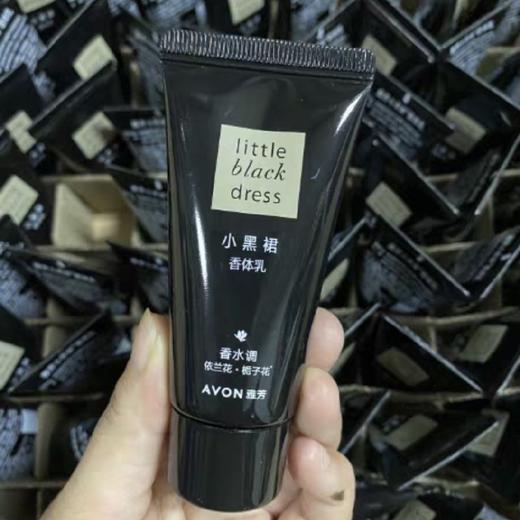 little
black
dress
小黑裙
香体乳
香水调
依兰花·栀子花*
AVON 雅芳